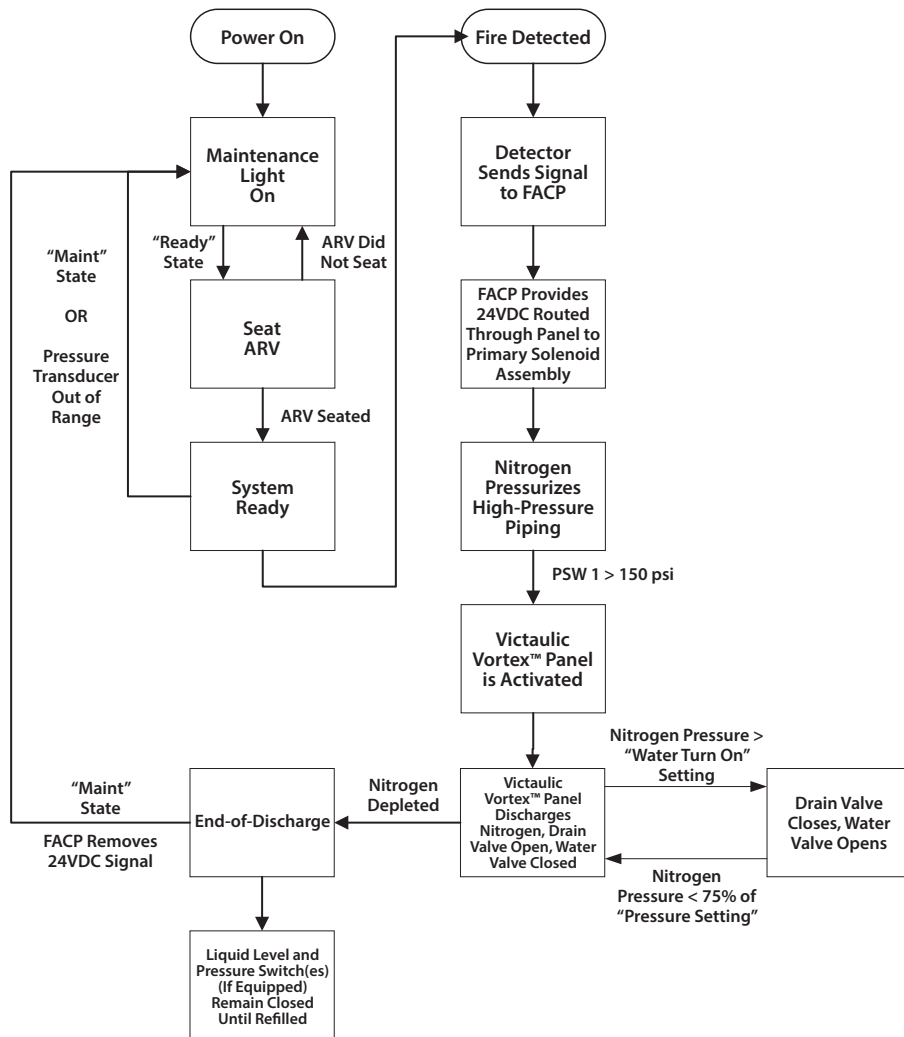 Power On
Maintenance
Light
On
"Ready"
State
ARV Did
Not Seat
"Maint"
State
OR
Pressure
Transducer
Out of
Range
Seat
ARV
ARV Seated
System
Ready
Fire Detected
Detector
Sends Signal
to FACP
FACP Provides
24VDC Routed
Through Panel to
Primary Solenoid
Assembly
Nitrogen
Pressurizes
High-Pressure
Piping
PSW 1 > 150 psi
Victaulic
Vortex™ Panel
is Activated
Nitrogen Pressure >
"Water Turn On"
Setting
Victaulic
Vortex™ Panel
Discharges
Nitrogen, Drain
Valve Open, Water
Valve Closed
Drain Valve
Closes, Water
Valve Opens
Nitrogen
Pressure < 75% of
"Pressure Setting"
Nitrogen
Depleted
End-of-Discharge
"Maint"
State
FACP Removes
24VDC Signal
Liquid Level and
Pressure Switch(es)
(If Equipped)
Remain Closed
Until Refilled